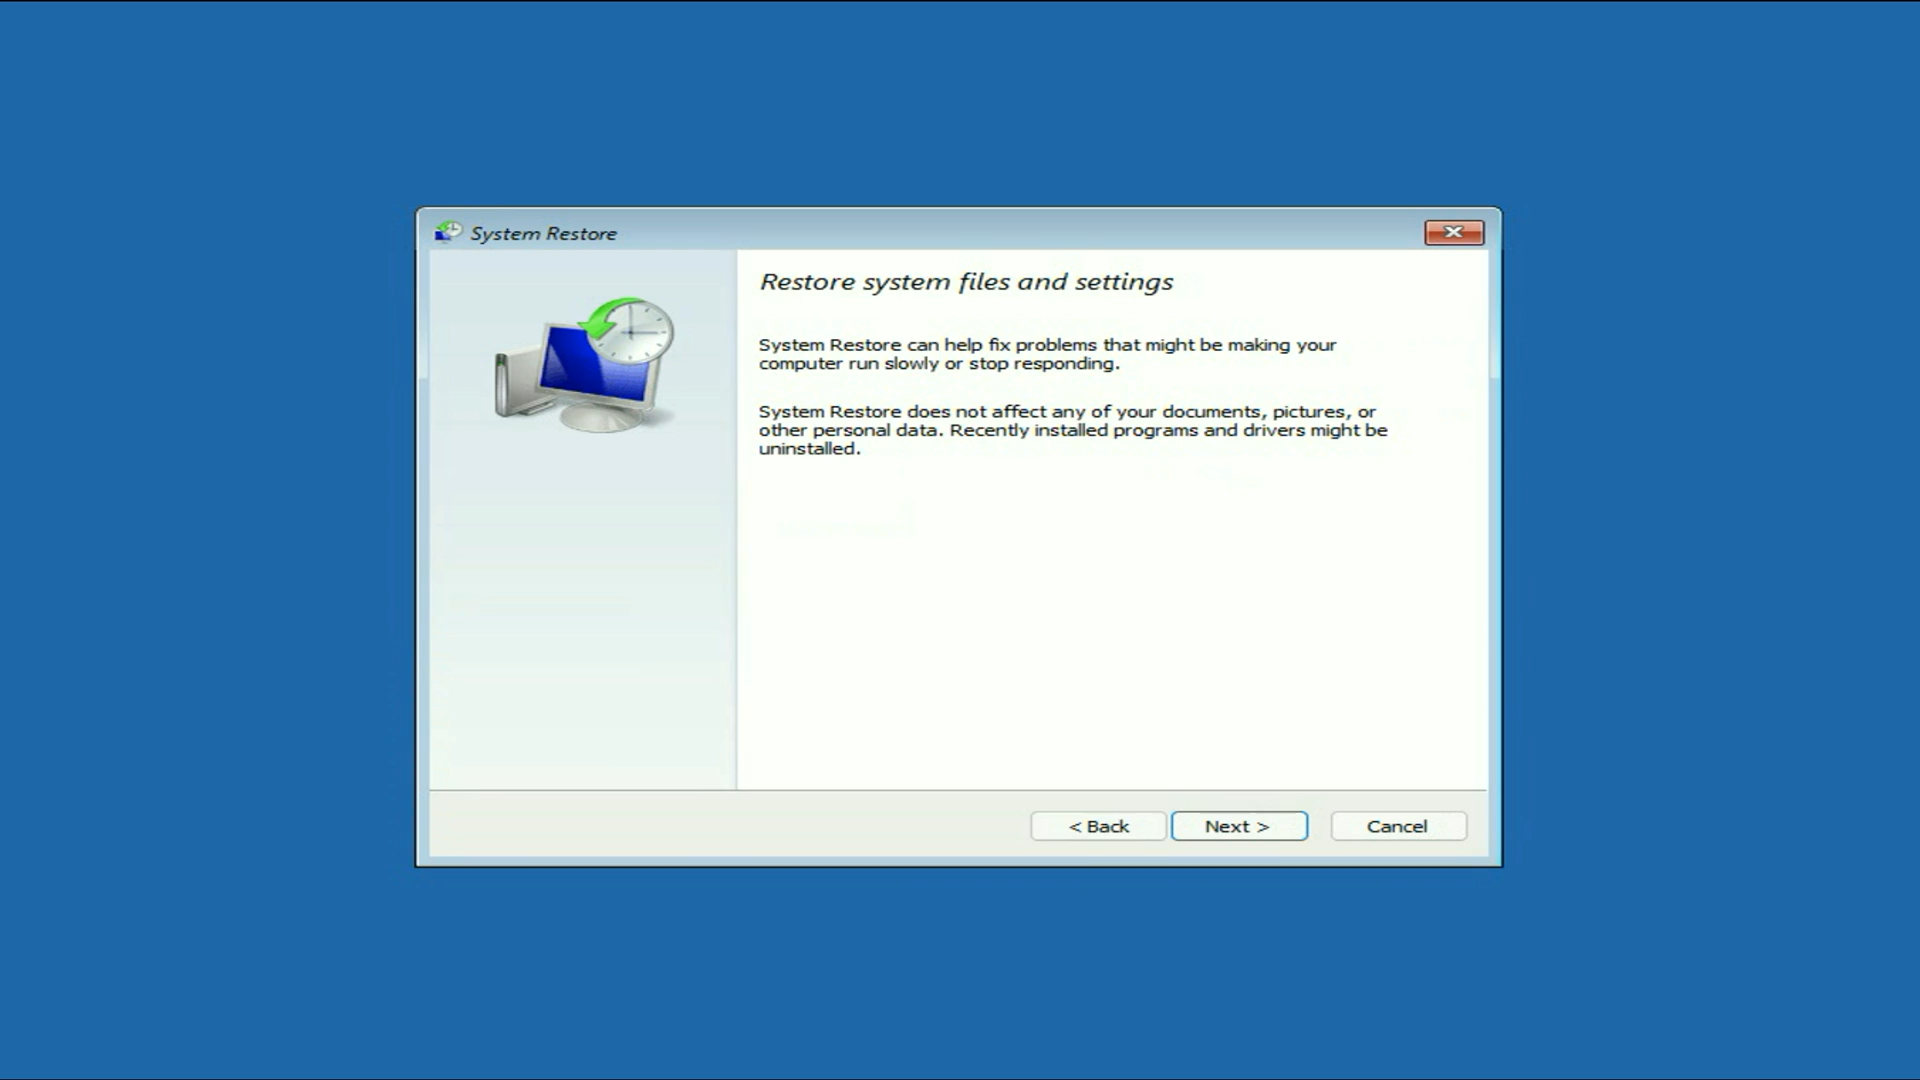 System Restore
Restore system files and settings
System Restore can help fix problems that might be making your
computer run slowly or stop responding.
System Restore does not affect any of your documents, pictures, or
other personal data. Recently installed programs and drivers might be
uninstalled.
< Back Next > Cancel